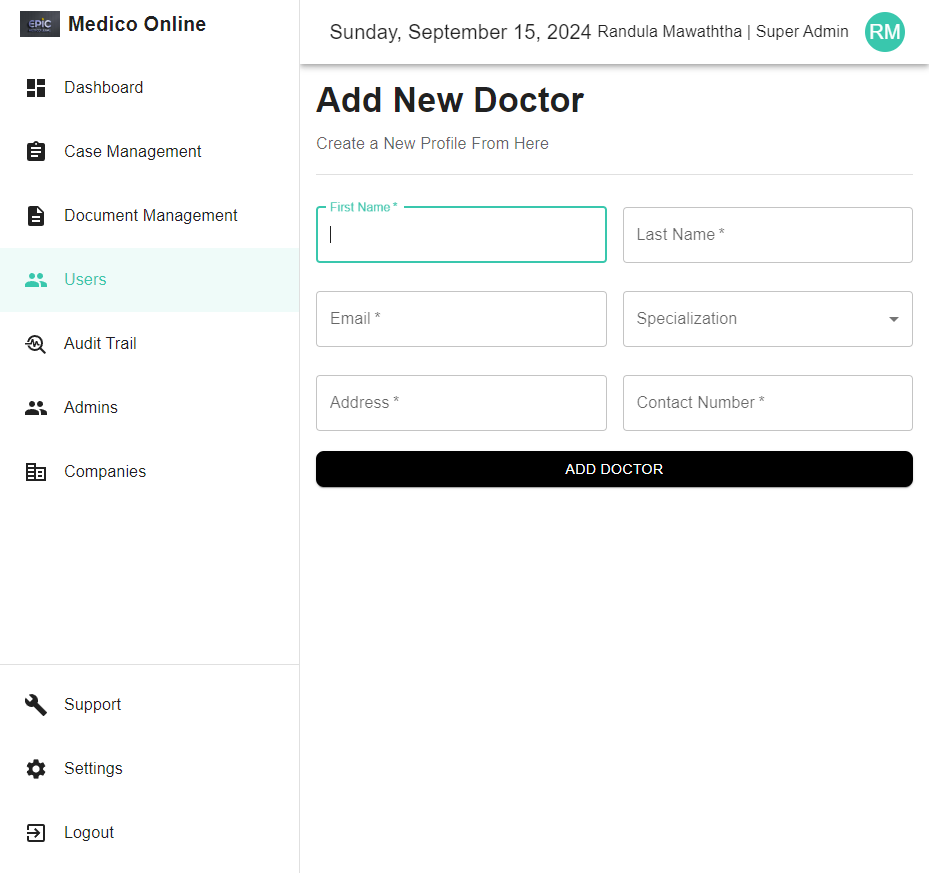 EPIC
Medico Online
Dashboard
Case Management
Document Management
Users
Audit Trail
Admins
Companies
Support
Settings
Logout
Sunday, September 15, 2024 Randula Mawaththa | Super Admin RM
Add New Doctor
Create a New Profile From Here
First Name *
Last Name *
Email *
Specialization
Address *
Contact Number *
ADD DOCTOR